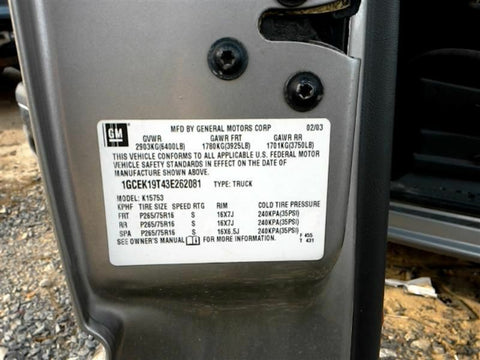 GM
MFD BY GENERAL MOTORS CORP 02/03
GVWR GAWR FRT GAWR RR
2903KG(6400LB) 1780KG(3925LB) 1701KG(3750LB)
THIS VEHICLE CONFORMS TO ALL APPLICABLE U.S. FEDERAL MOTOR
VEHICLE SAFETY STANDARDS IN EFFECT ON THE DATE OF
MANUFACTURE SHOWN ABOVE.
1GCEK19T43E262081 TYPE: TRUCK
MODEL: K15753
KPHF TIRE SIZE SPEED RTG RIM COLD TIRE PRESSURE
FRT P265/75R16 S 16X7J 240KPA(35PSI)
RR P265/75R16 S 16X7J 240KPA(35PSI)
SPA P265/75R16 S 16X6.5J 240KPA(35PSI)
SEE OWNER'S MANUAL FOR MORE INFORMATION.
F 455
T 431